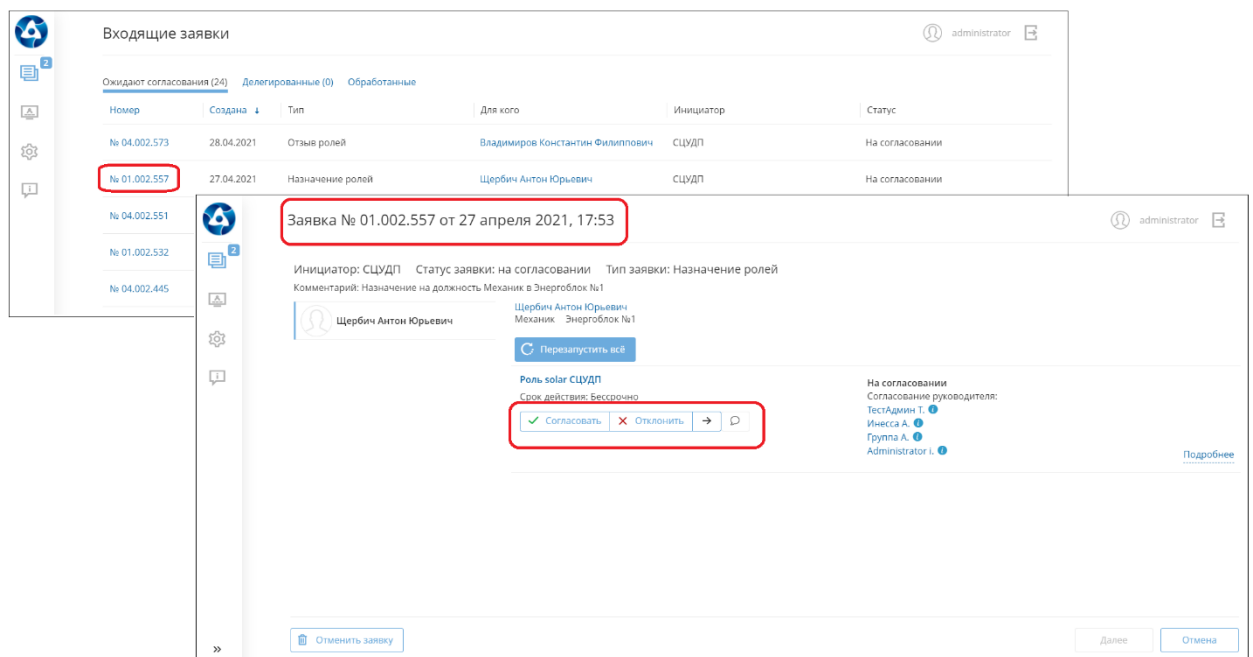 Входящие заявки
administrator
2
Ожидают согласования (24) Делегированные (0) Обработанные
Номер Создана ↓ Тип Для кого Инициатор Статус
№ 04.002.573 28.04.2021 Отзыв ролей Владимиров Константин Филиппович СЦУДП На согласовании
№ 01.002.557 27.04.2021 Назначение ролей Щербич Антон Юрьевич СЦУДП На согласовании
№ 04.002.551
№ 01.002.532
№ 04.002.445
Заявка № 01.002.557 от 27 апреля 2021, 17:53
administrator
2
Инициатор: СЦУДП Статус заявки: на согласовании Тип заявки: Назначение ролей
Комментарий: Назначение на должность Механик в Энергоблок №1
Щербич Антон Юрьевич
Щербич Антон Юрьевич
Механик Энергоблок №1
Перезапустить всё
Роль solar СЦУДП
Срок действия: Бессрочно
Согласовать Отклонить →
На согласовании
Согласование руководителя:
ТестАдмин Т.
Инесса А.
Группа А.
Administrator i.
Подробнее
»
Отменить заявку
Далее Отмена